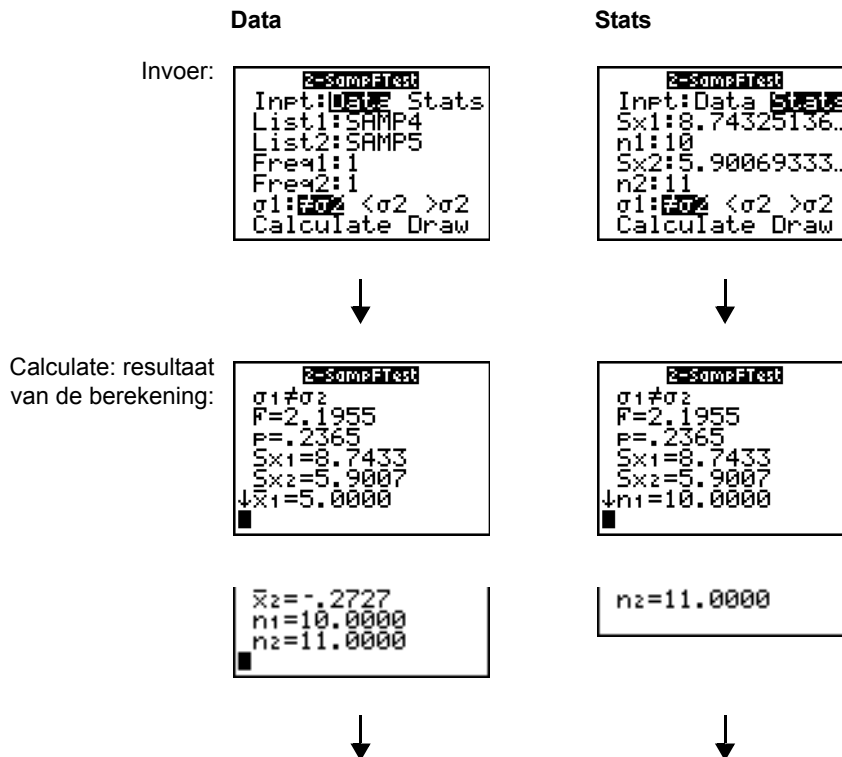 Data Stats
Invoer:
2-SampFTest
Inpt:Data Stats
List1:SAMP4
List2:SAMP5
Freq1:1
Freq2:1
σ1:≠σ2 <σ2 >σ2
Calculate Draw
2-SampFTest
Inpt:Data Stats
Sx1:8.74325136…
n1:10
Sx2:5.90069333…
n2:11
σ1:≠σ2 <σ2 >σ2
Calculate Draw
Calculate: resultaat
van de berekening:
2-SampFTest
σ1≠σ2
F=2.1955
p=.2365
Sx1=8.7433
Sx2=5.9007
↓x̄1=5.0000
2-SampFTest
σ1≠σ2
F=2.1955
p=.2365
Sx1=8.7433
Sx2=5.9007
↓n1=10.0000
x̄2=-.2727
n1=10.0000
n2=11.0000
n2=11.0000